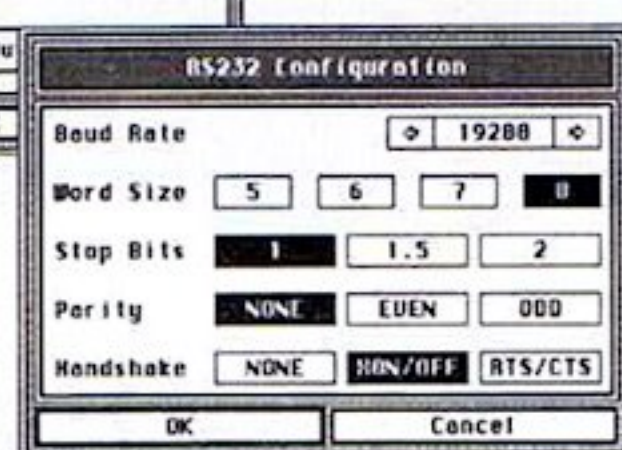 RS232 Configuration
Baud Rate 19200
Word Size 5 6 7 8
Stop Bits 1 1.5 2
Parity NONE EVEN ODD
Handshake NONE XON/OFF RTS/CTS
OK Cancel